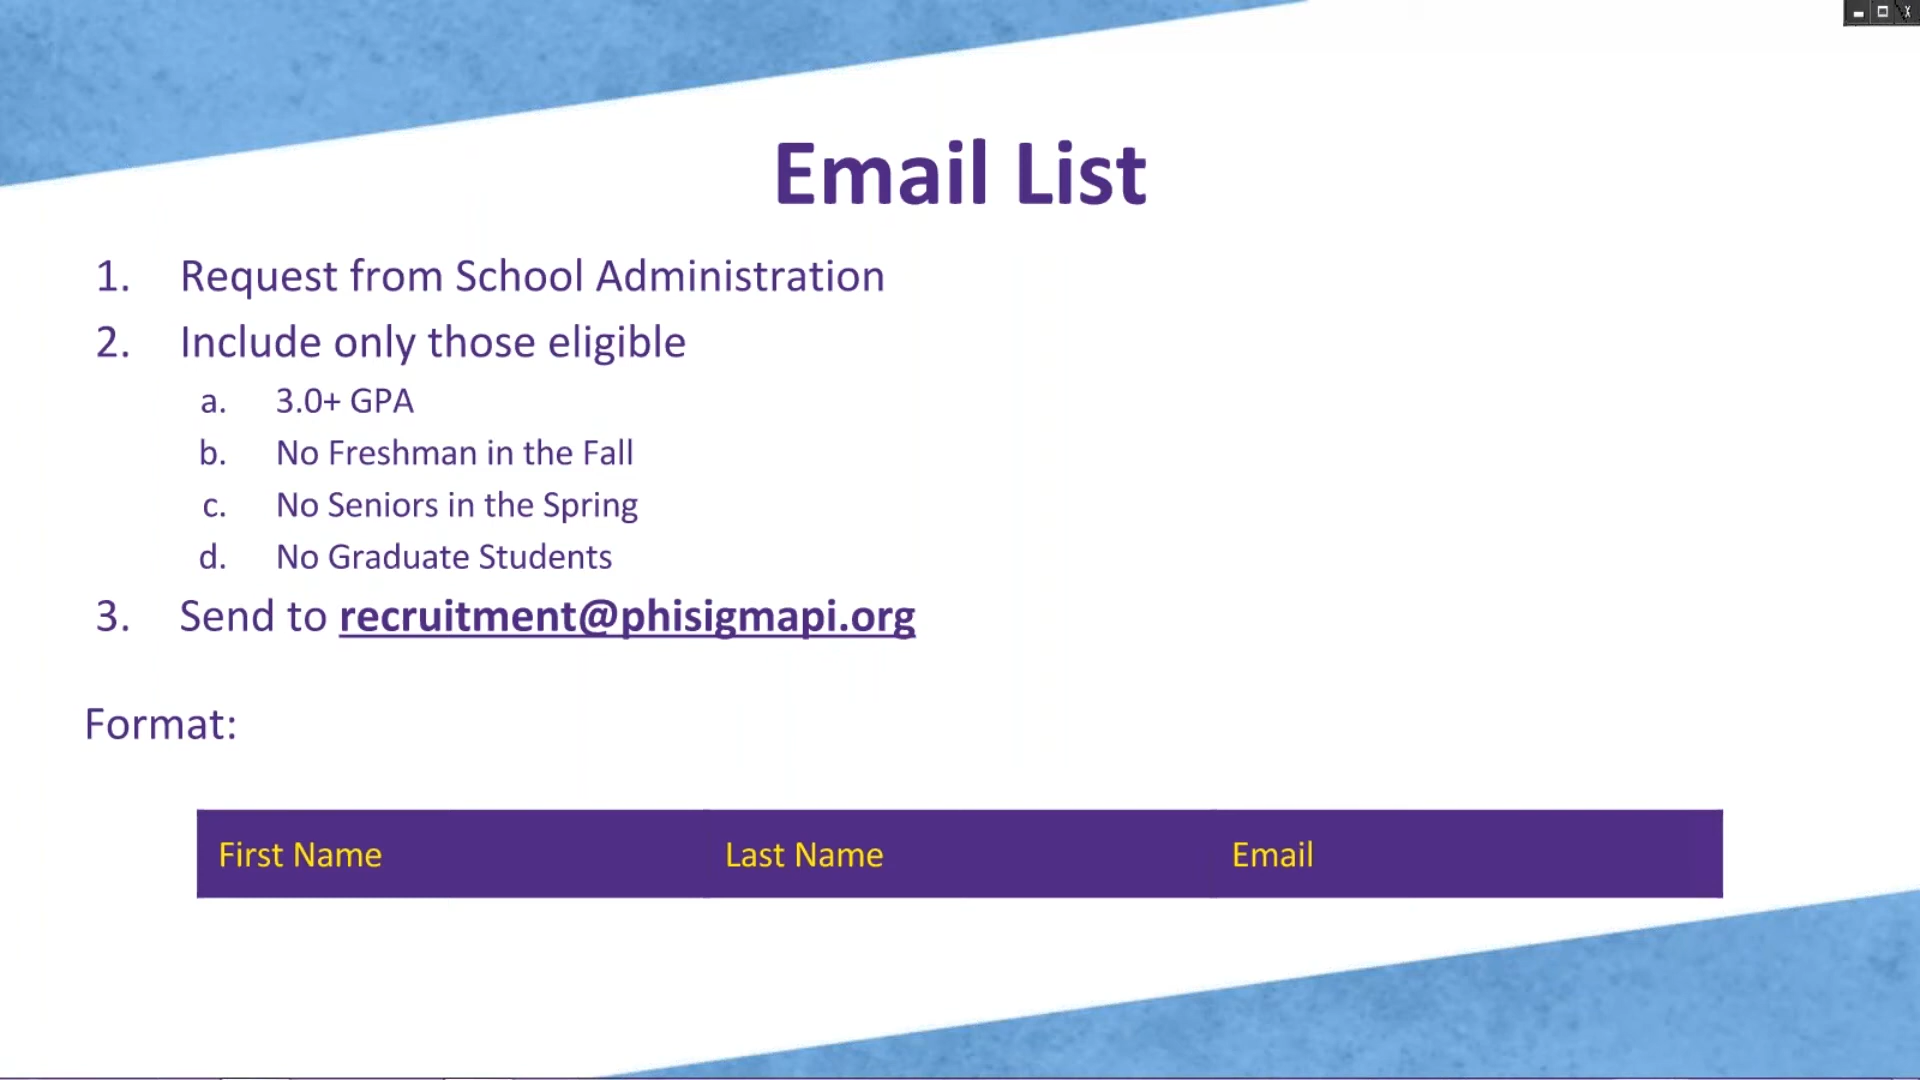 Email List
1. Request from School Administration
2. Include only those eligible
a. 3.0+ GPA
b. No Freshman in the Fall
c. No Seniors in the Spring
d. No Graduate Students
3. Send to recruitment@phisigmapi.org
Format:
First Name Last Name Email